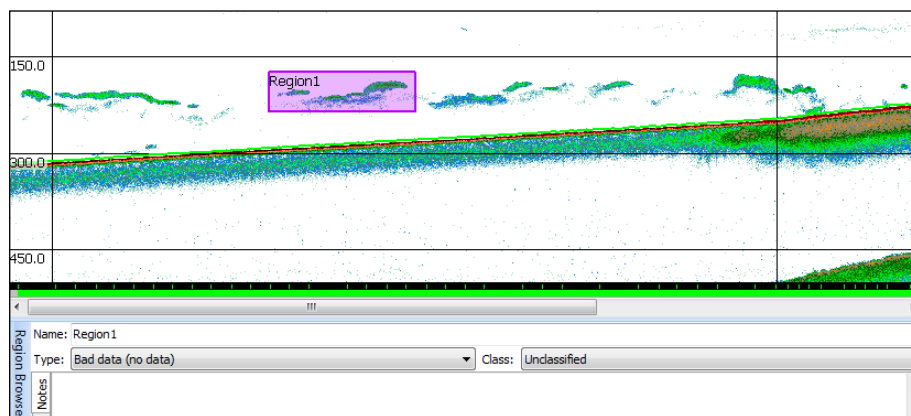 150.0
Region1
300.0
450.0
Name: Region1
Type: Bad data (no data) Class: Unclassified
Region Browse
Notes